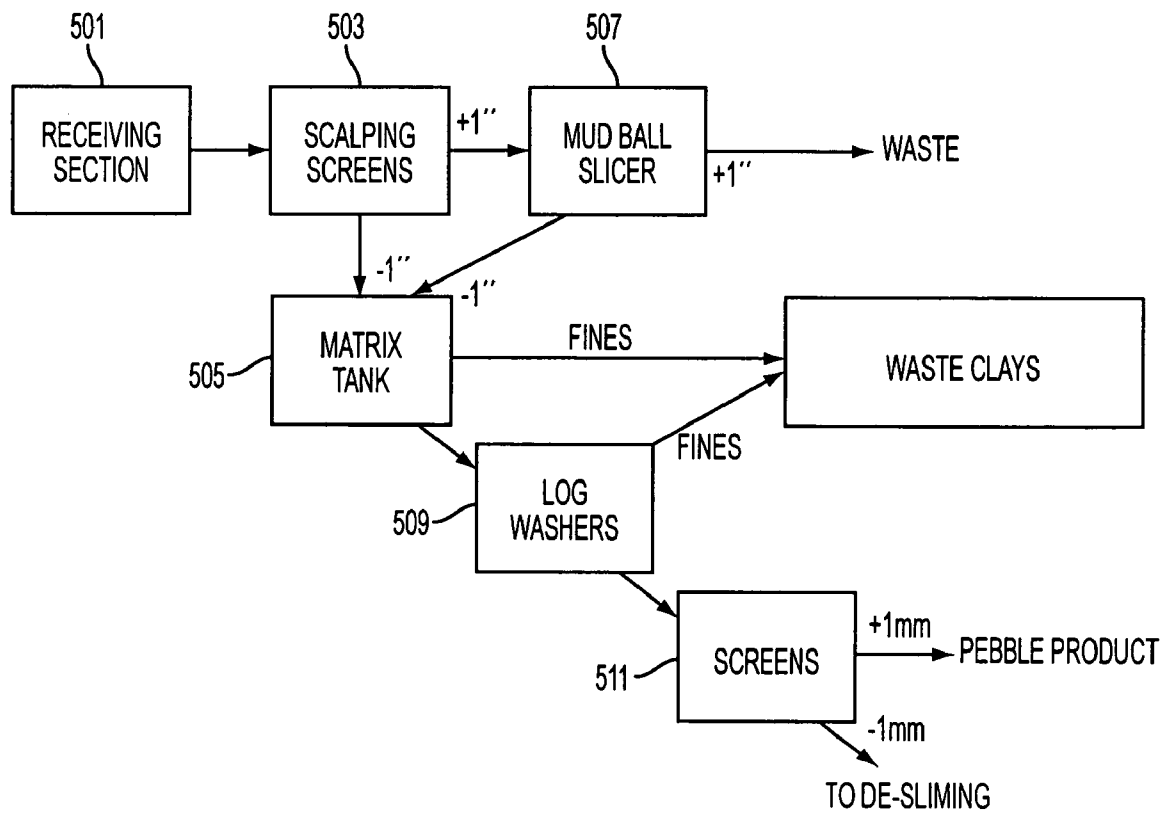 501
503
507
RECEIVING
SECTION
SCALPING
SCREENS
+1''
MUD BALL
SLICER
+1''
WASTE
-1''
-1''
505
MATRIX
TANK
FINES
WASTE CLAYS
FINES
509
LOG
WASHERS
511
SCREENS
+1mm
PEBBLE PRODUCT
-1mm
TO DE-SLIMING